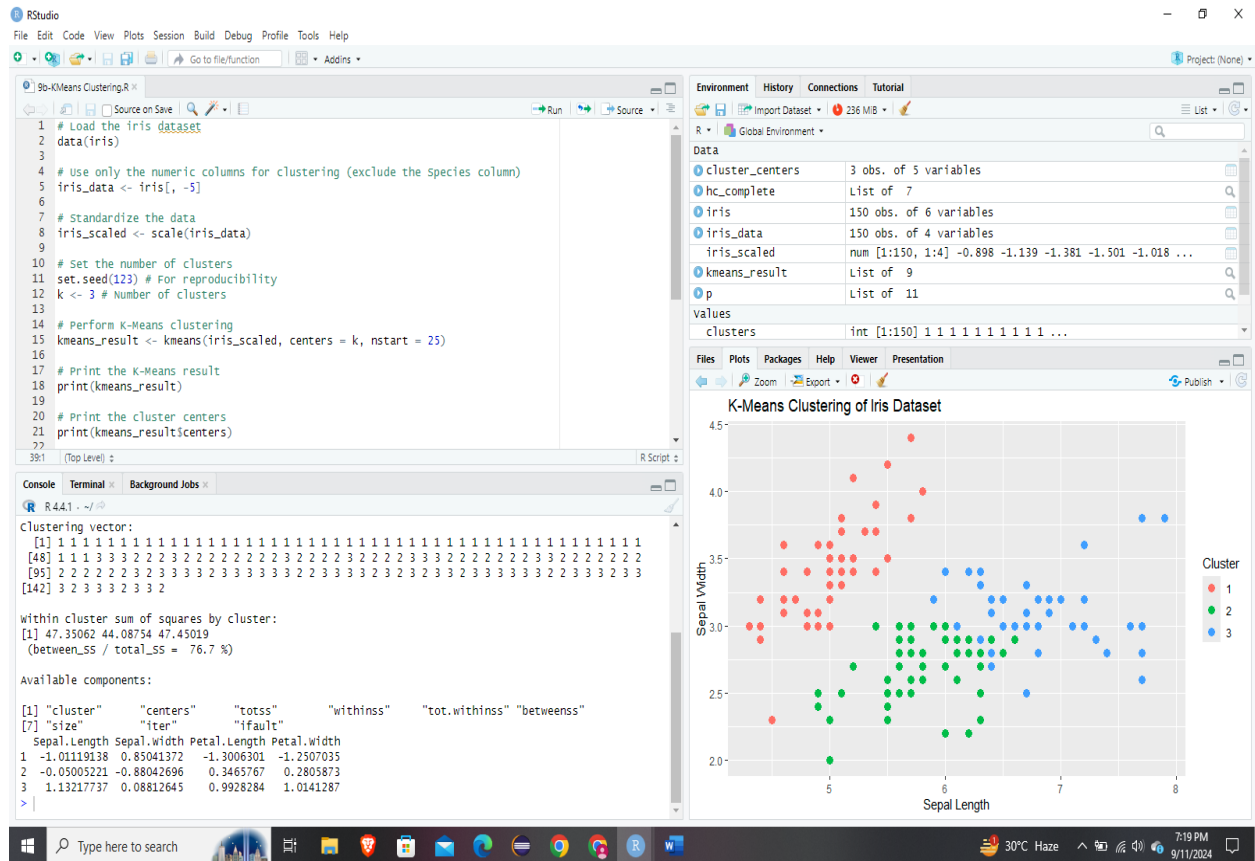 RStudio
File Edit Code View Plots Session Build Debug Profile Tools Help
Go to file/function Addins Project: (None)
9b-KMeans Clustering.R
Source on Save Run Source
1 # Load the iris dataset
2 data(iris)
3
4 # Use only the numeric columns for clustering (exclude the Species column)
5 iris_data <- iris[, -5]
6
7 # Standardize the data
8 iris_scaled <- scale(iris_data)
9
10 # Set the number of clusters
11 set.seed(123) # For reproducibility
12 k <- 3 # Number of clusters
13
14 # Perform K-Means clustering
15 kmeans_result <- kmeans(iris_scaled, centers = k, nstart = 25)
16
17 # Print the K-Means result
18 print(kmeans_result)
19
20 # Print the cluster centers
21 print(kmeans_result$centers)
22
39:1 (Top Level) R Script
Console Terminal Background Jobs
R 4.4.1 · ~/
Clustering vector:
[1] 1 1 1 1 1 1 1 1 1 1 1 1 1 1 1 1 1 1 1 1 1 1 1 1 1 1 1 1 1 1 1 1 1 1 1 1 1 1 1 1 1 1 1 1 1 1 1
[48] 1 1 1 3 3 3 2 2 2 3 2 2 2 2 2 2 2 2 3 2 2 2 2 3 2 2 2 2 3 3 3 2 2 2 2 2 2 2 3 3 2 2 2 2 2 2 2
[95] 2 2 2 2 2 2 3 2 3 3 3 3 2 3 3 3 3 3 3 2 2 3 3 3 3 2 3 2 3 2 3 3 2 3 3 3 3 3 3 2 2 3 3 3 2 3 3
[142] 3 2 3 3 3 2 3 3 2
Within cluster sum of squares by cluster:
[1] 47.35062 44.08754 47.45019
(between_SS / total_SS = 76.7 %)
Available components:
[1] "cluster" "centers" "totss" "withinss" "tot.withinss" "betweenss"
[7] "size" "iter" "ifault"
Sepal.Length Sepal.Width Petal.Length Petal.Width
1 -1.01119138 0.85041372 -1.3006301 -1.2507035
2 -0.05005221 -0.88042696 0.3465767 0.2805873
3 1.13217737 0.08812645 0.9928284 1.0141287
>
Environment History Connections Tutorial
Import Dataset 236 MiB List
R Global Environment
Data
cluster_centers 3 obs. of 5 variables
hc_complete List of 7
iris 150 obs. of 6 variables
iris_data 150 obs. of 4 variables
iris_scaled num [1:150, 1:4] -0.898 -1.139 -1.381 -1.501 -1.018 ...
kmeans_result List of 9
p List of 11
Values
clusters int [1:150] 1 1 1 1 1 1 1 1 1 1 ...
Files Plots Packages Help Viewer Presentation
Zoom Export Publish
K-Means Clustering of Iris Dataset
4.5
4.0
3.5
3.0
2.5
2.0
Sepal Width
5 6 7 8
Sepal Length
Cluster
1
2
3
Type here to search
30°C Haze
7:19 PM
9/11/2024